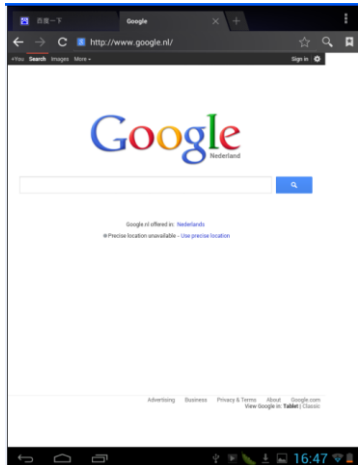 百度一下
Google
http://www.google.nl/
+You Search Images More
Sign in
Google
Nederland
Google.nl offered in: Nederlands
Precise location unavailable - Use precise location
Advertising Business Privacy & Terms About Google.com
View Google in: Tablet | Classic
16:47